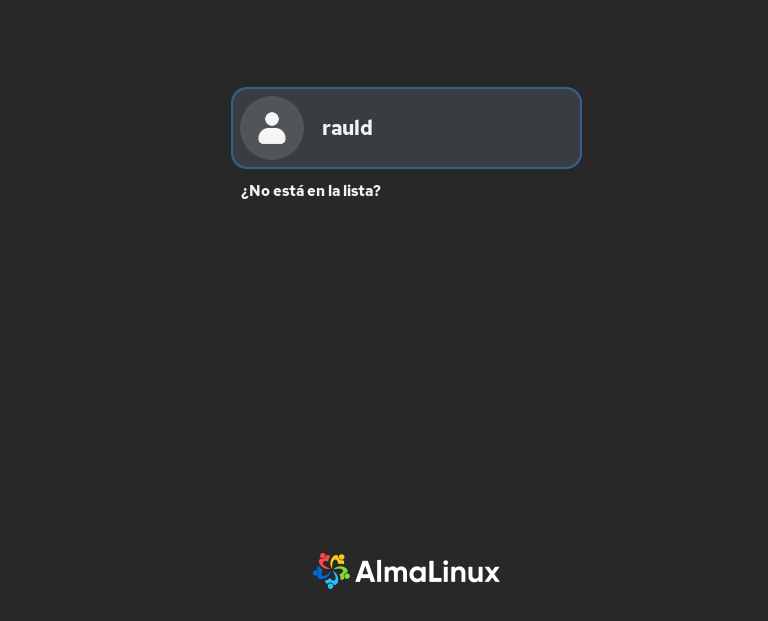 rauld
¿No está en la lista?
AlmaLinux